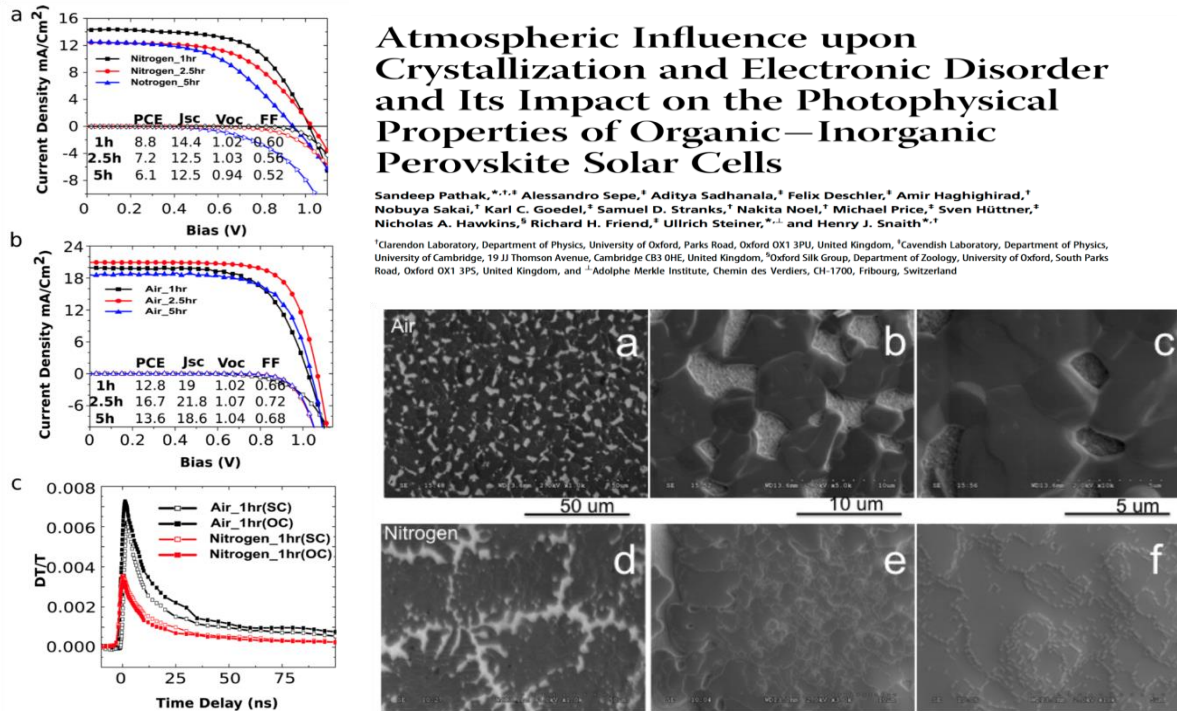 a
16
12
8
4
0
-4
-8
Current Density mA/Cm²
Nitrogen_1hr
Nitrogen_2.5hr
Notrogen_5hr
PCE Jsc Voc FF
1h 8.8 14.4 1.02 0.60
2.5h 7.2 12.5 1.03 0.56
5h 6.1 12.5 0.94 0.52
0.0 0.2 0.4 0.6 0.8 1.0
Bias (V)
b
24
18
12
6
0
-6
Current Density mA/Cm²
Air_1hr
Air_2.5hr
Air_5hr
PCE Jsc Voc FF
1h 12.8 19 1.02 0.66
2.5h 16.7 21.8 1.07 0.72
5h 13.6 18.6 1.04 0.68
0.0 0.2 0.4 0.6 0.8 1.0
Bias (V)
c
0.008
0.006
0.004
0.002
0.000
DT/T
Air_1hr(SC)
Air_1hr(OC)
Nitrogen_1hr(SC)
Nitrogen_1hr(OC)
0 25 50 75
Time Delay (ns)
Atmospheric Influence upon
Crystallization and Electronic Disorder
and Its Impact on the Photophysical
Properties of Organic—Inorganic
Perovskite Solar Cells
Sandeep Pathak,*,†,‡ Alessandro Sepe,‡ Aditya Sadhanala,‡ Felix Deschler,‡ Amir Haghighirad,†
Nobuya Sakai,† Karl C. Goedel,‡ Samuel D. Stranks,† Nakita Noel,† Michael Price,‡ Sven Hüttner,‡
Nicholas A. Hawkins,§ Richard H. Friend,‡ Ullrich Steiner,*,⊥ and Henry J. Snaith*,†
†Clarendon Laboratory, Department of Physics, University of Oxford, Parks Road, Oxford OX1 3PU, United Kingdom, ‡Cavendish Laboratory, Department of Physics,
University of Cambridge, 19 JJ Thomson Avenue, Cambridge CB3 0HE, United Kingdom, §Oxford Silk Group, Department of Zoology, University of Oxford, South Parks
Road, Oxford OX1 3PS, United Kingdom, and ⊥Adolphe Merkle Institute, Chemin des Verdiers, CH-1700, Fribourg, Switzerland
Air
a
b
c
50 um
10 um
5 um
Nitrogen
d
e
f